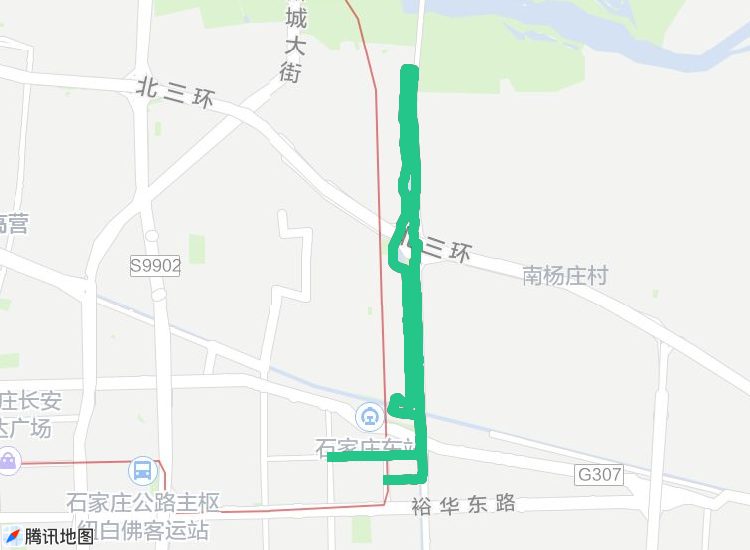 城大街
北三环
高营
三环
S9902
南杨庄村
庄长安
达广场
石家庄东站
G307
石家庄公路主枢
纽白佛客运站
裕华东路
腾讯地图